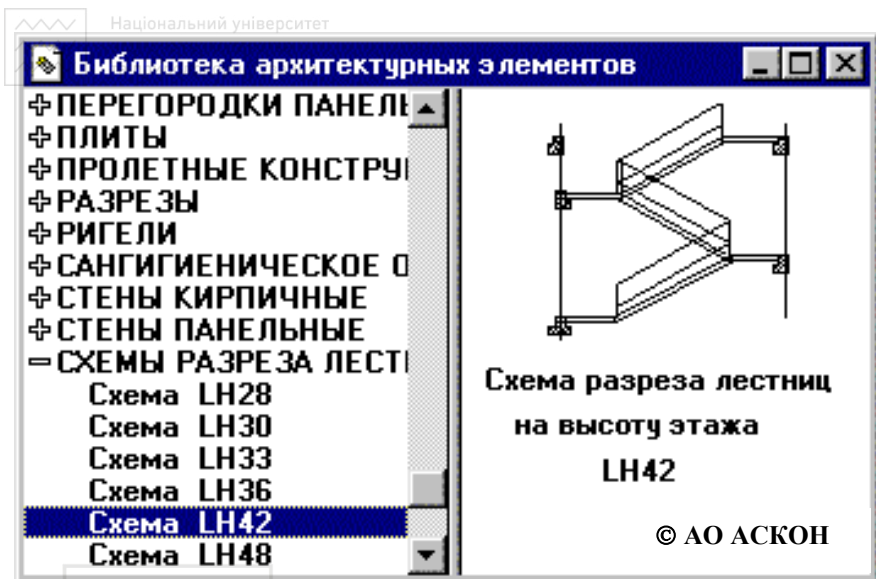 Національний університет
Библиотека архитектурных элементов
ПЕРЕГОРОДКИ ПАНЕЛЬ
ПЛИТЫ
ПРОЛЕТНЫЕ КОНСТРУ
РАЗРЕЗЫ
РИГЕЛИ
САНГИГИЕНИЧЕСКОЕ О
СТЕНЫ КИРПИЧНЫЕ
СТЕНЫ ПАНЕЛЬНЫЕ
СХЕМЫ РАЗРЕЗА ЛЕСТ
Схема LH28
Схема LH30
Схема LH33
Схема LH36
Схема LH42
Схема LH48
Схема разреза лестниц
на высоту этажа
LH42
© АО АСКОН